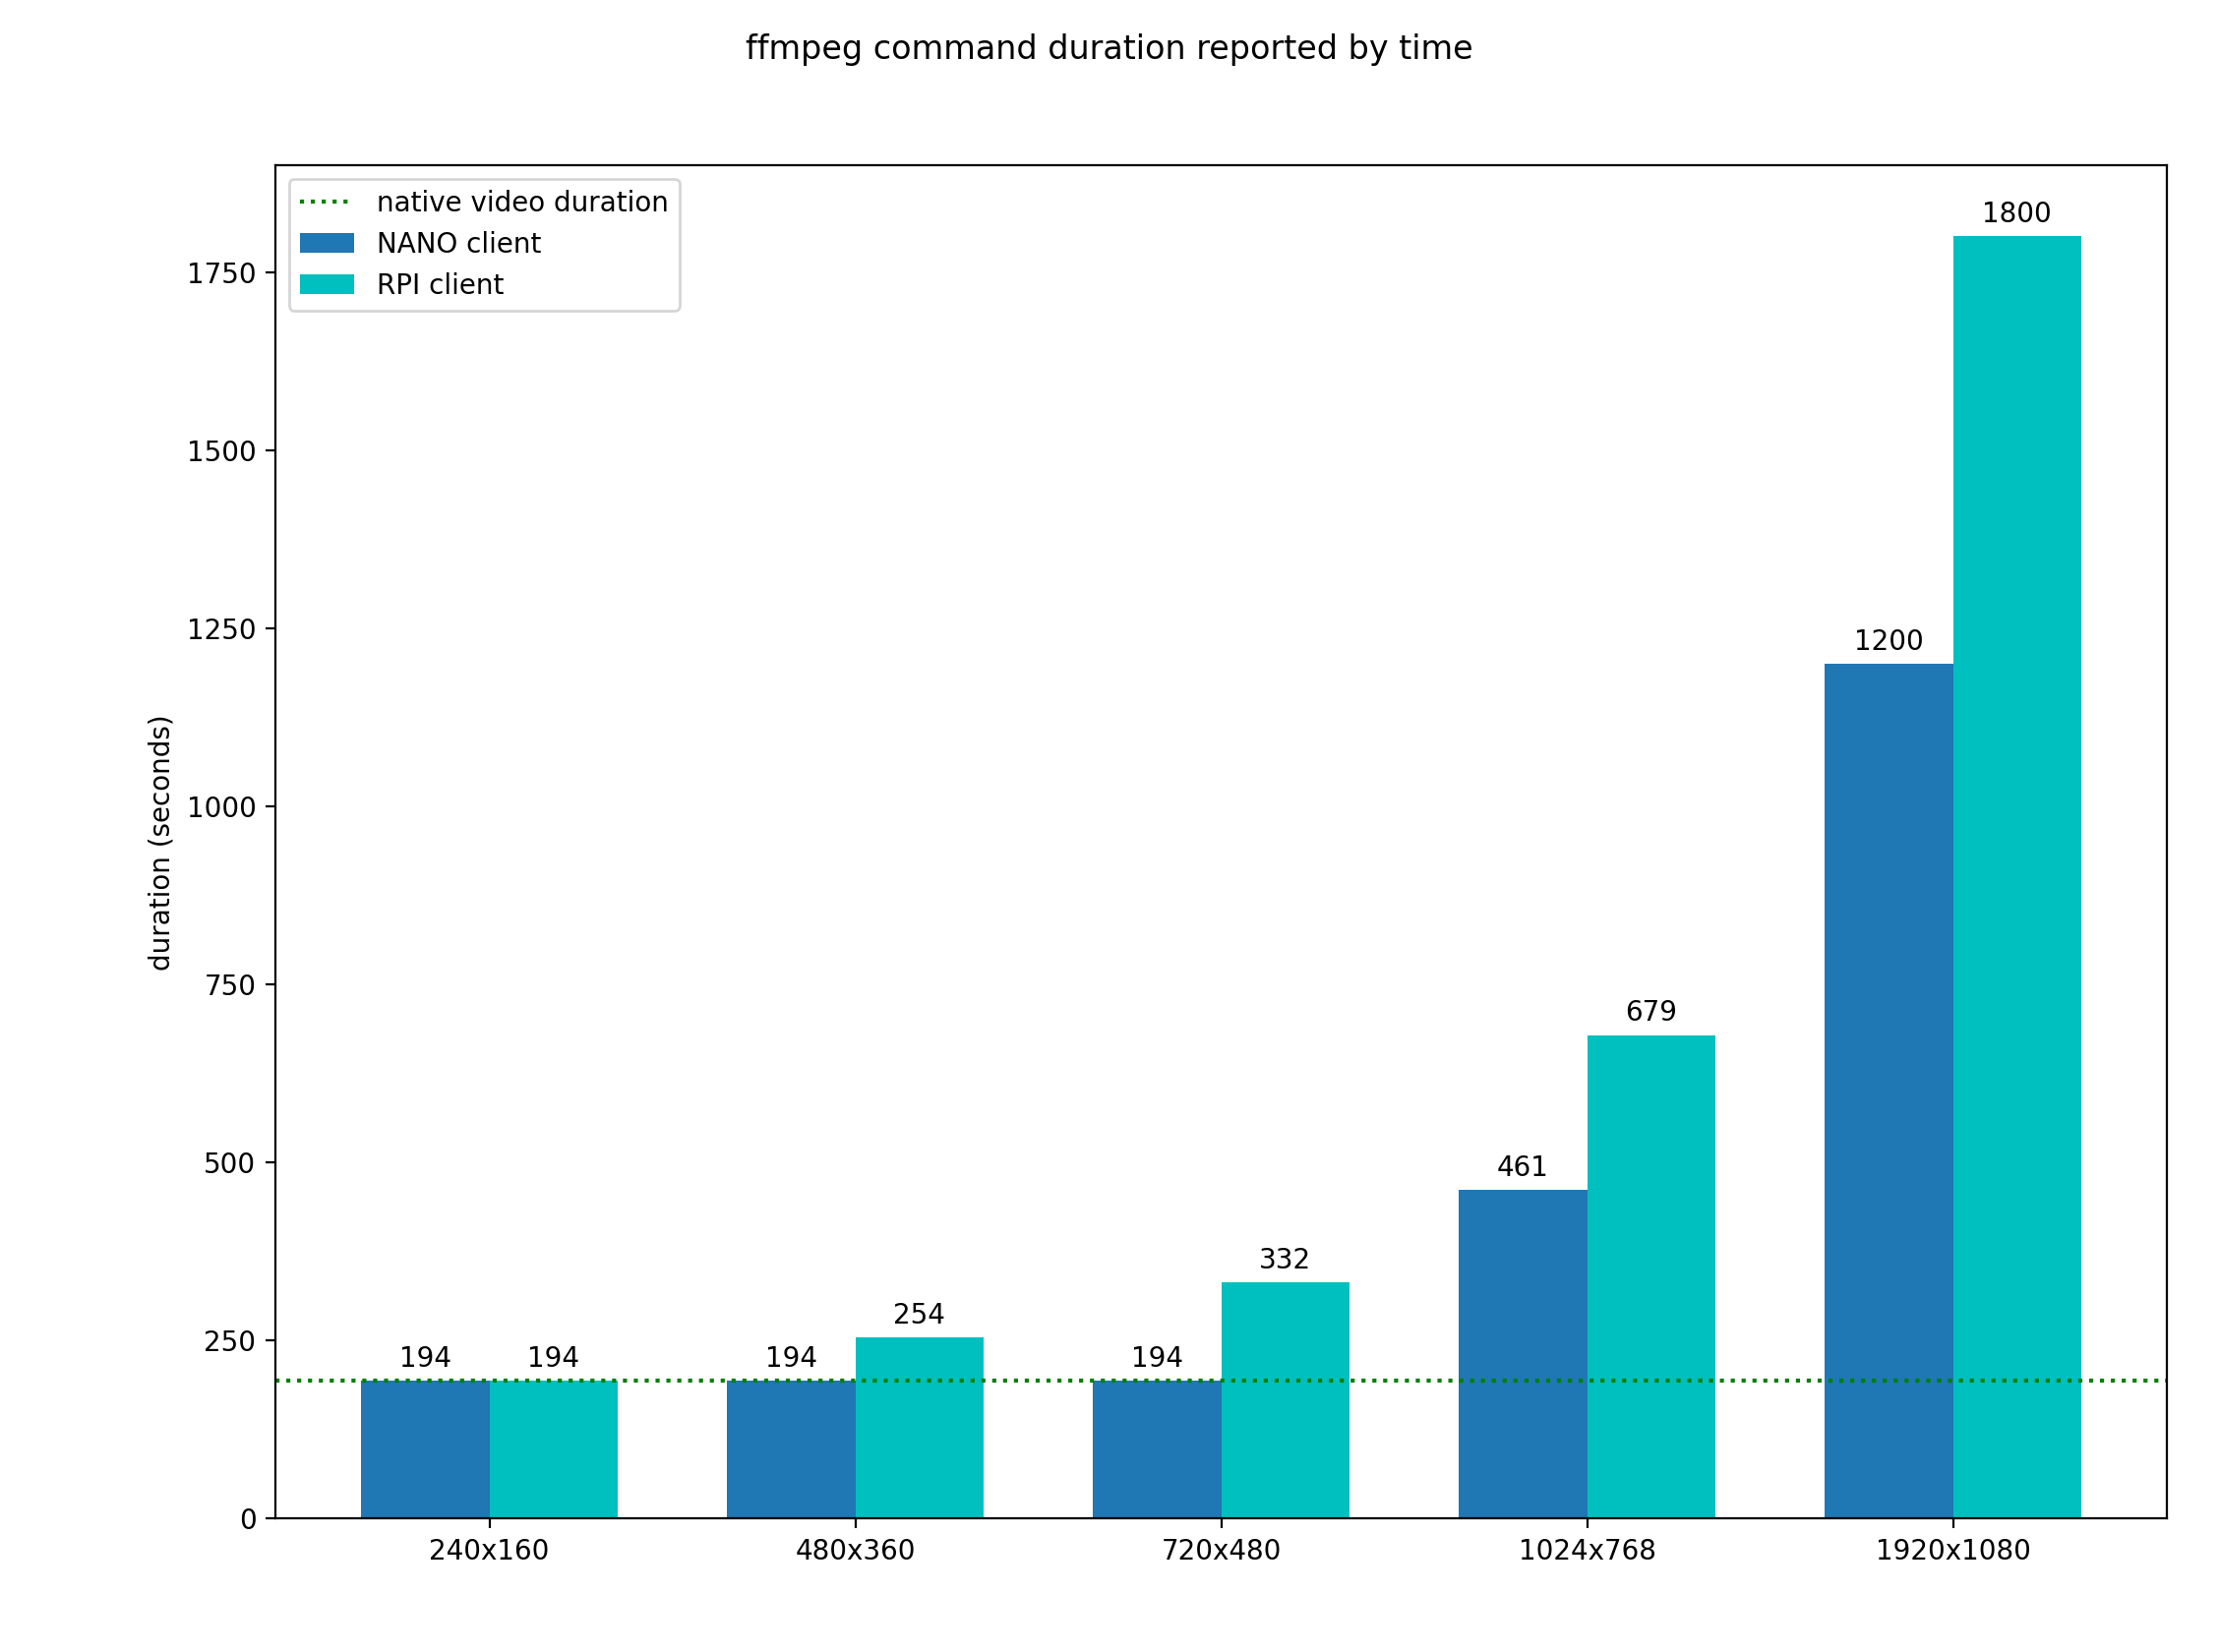 ffmpeg command duration reported by time
native video duration
NANO client
RPI client
duration (seconds)
1750
1500
1250
1000
750
500
250
0
194
194
194
254
194
332
461
679
1200
1800
240x160
480x360
720x480
1024x768
1920x1080